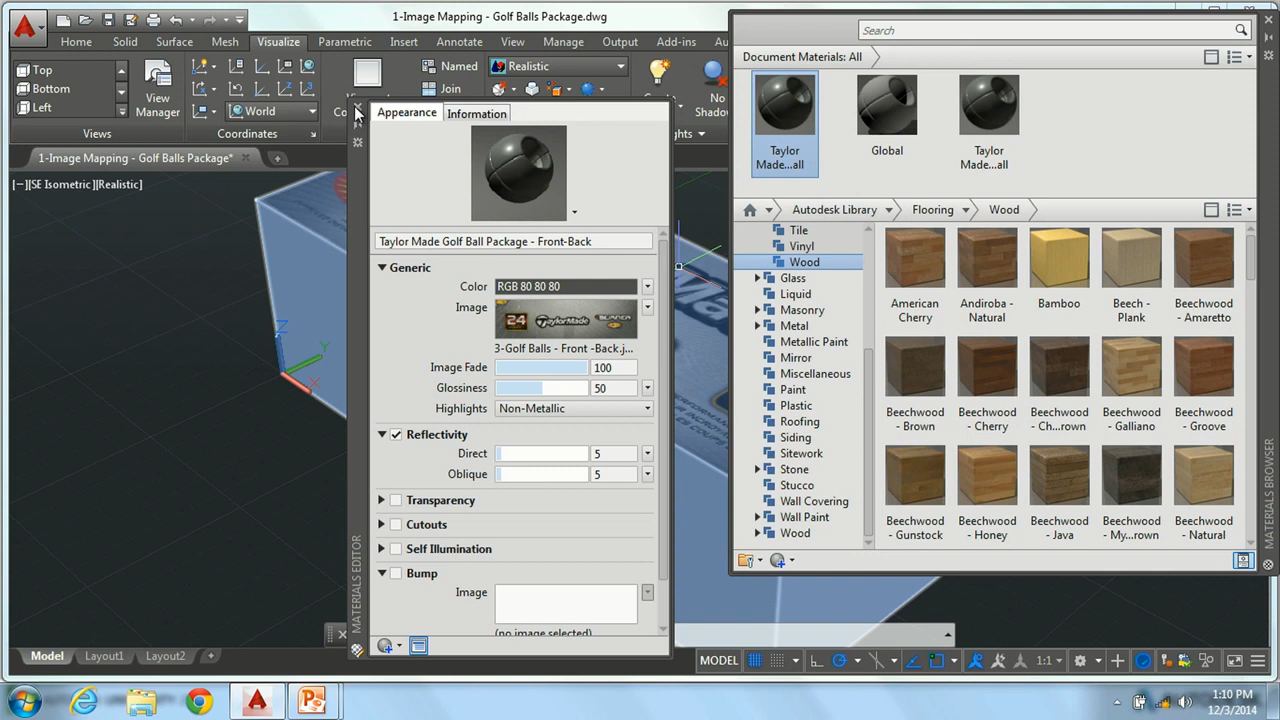 1-Image Mapping - Golf Balls Package.dwg
Home
Solid
Surface
Mesh
Visualize
Parametric
Insert
Annotate
View
Manage
Output
Add-ins
Au
Top
Bottom
Left
View
Manager
World
Named
Join
Realistic
No
Shadow
Views
Coordinates
ghts
1-Image Mapping - Golf Balls Package*
[−][SE Isometric][Realistic]
Z
Y
X
Appearance
Information
Taylor Made Golf Ball Package - Front-Back
Generic
Color
RGB 80 80 80
Image
24 TaylorMade
3-Golf Balls - Front -Back.j...
Image Fade
100
Glossiness
50
Highlights
Non-Metallic
Reflectivity
Direct
5
Oblique
5
Transparency
Cutouts
Self Illumination
Bump
Image
(no image selected)
MATERIALS EDITOR
Search
Document Materials: All
Taylor
Made...all
Global
Taylor
Made...all
Autodesk Library
Flooring
Wood
Tile
Vinyl
Wood
Glass
Liquid
Masonry
Metal
Metallic Paint
Mirror
Miscellaneous
Paint
Plastic
Roofing
Siding
Sitework
Stone
Stucco
Wall Covering
Wall Paint
Wood
American
Cherry
Andiroba -
Natural
Bamboo
Beech -
Plank
Beechwood
- Amaretto
Beechwood
- Brown
Beechwood
- Cherry
Beechwood
- Ch...rown
Beechwood
- Galliano
Beechwood
- Groove
Beechwood
- Gunstock
Beechwood
- Honey
Beechwood
- Java
Beechwood
- My...rown
Beechwood
- Natural
MATERIALS BROWSER
Model
Layout1
Layout2
MODEL
1:1
1:10 PM
12/3/2014